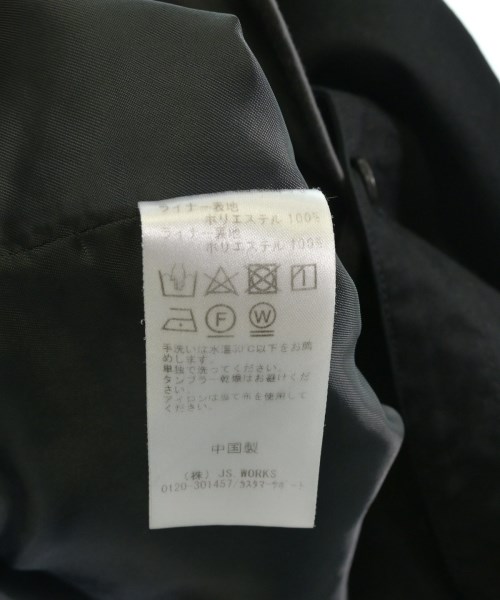 ライナー表地
ポリエステル 100%
ライナー裏地
ポリエステル 100%
F
W
手洗いは水温30℃以下をお薦
めします。
単独で洗ってください。
タンブラー乾燥はお避けくださ
い。
アイロンは当て布を使用して
ください。
中国製
(株) JS WORKS
0120-301457/カスタマーサポート